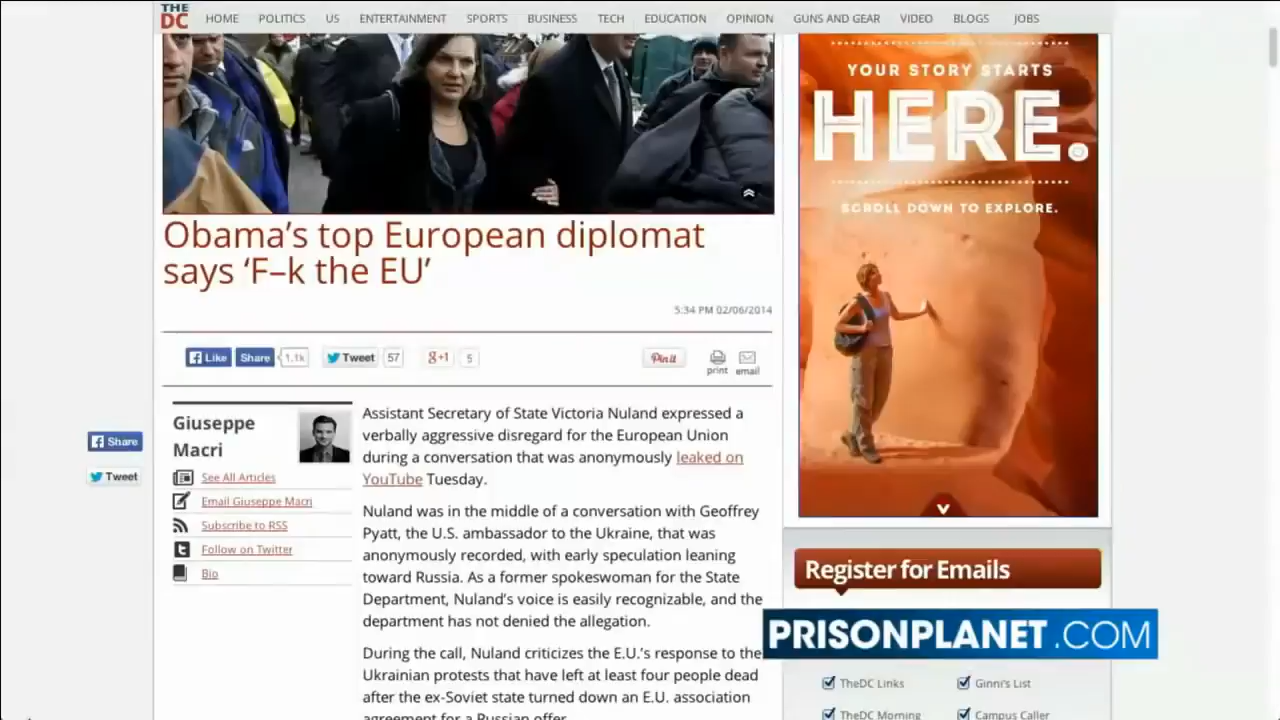 THE
DC
HOME
POLITICS
US
ENTERTAINMENT
SPORTS
BUSINESS
TECH
EDUCATION
OPINION
GUNS AND GEAR
VIDEO
BLOGS
JOBS
YOUR STORY STARTS
HERE.
SCROLL DOWN TO EXPLORE.
Obama's top European diplomat
says 'F–k the EU'
5:34 PM 02/06/2014
Like
Share
1.1k
Tweet
57
g+1
5
Pin it
print
email
Share
Tweet
Giuseppe
Macri
See All Articles
Email Giuseppe Macri
Subscribe to RSS
Follow on Twitter
Bio
Assistant Secretary of State Victoria Nuland expressed a
verbally aggressive disregard for the European Union
during a conversation that was anonymously leaked on
YouTube Tuesday.
Nuland was in the middle of a conversation with Geoffrey
Pyatt, the U.S. ambassador to the Ukraine, that was
anonymously recorded, with early speculation leaning
toward Russia. As a former spokeswoman for the State
Department, Nuland's voice is easily recognizable, and the
department has not denied the allegation.
During the call, Nuland criticizes the E.U.'s response to the
Ukrainian protests that have left at least four people dead
after the ex-Soviet state turned down an E.U. association
agreement for a Russian offer.
Register for Emails
PRISONPLANET.COM
TheDC Links
Ginni's List
TheDC Morning
Campus Caller